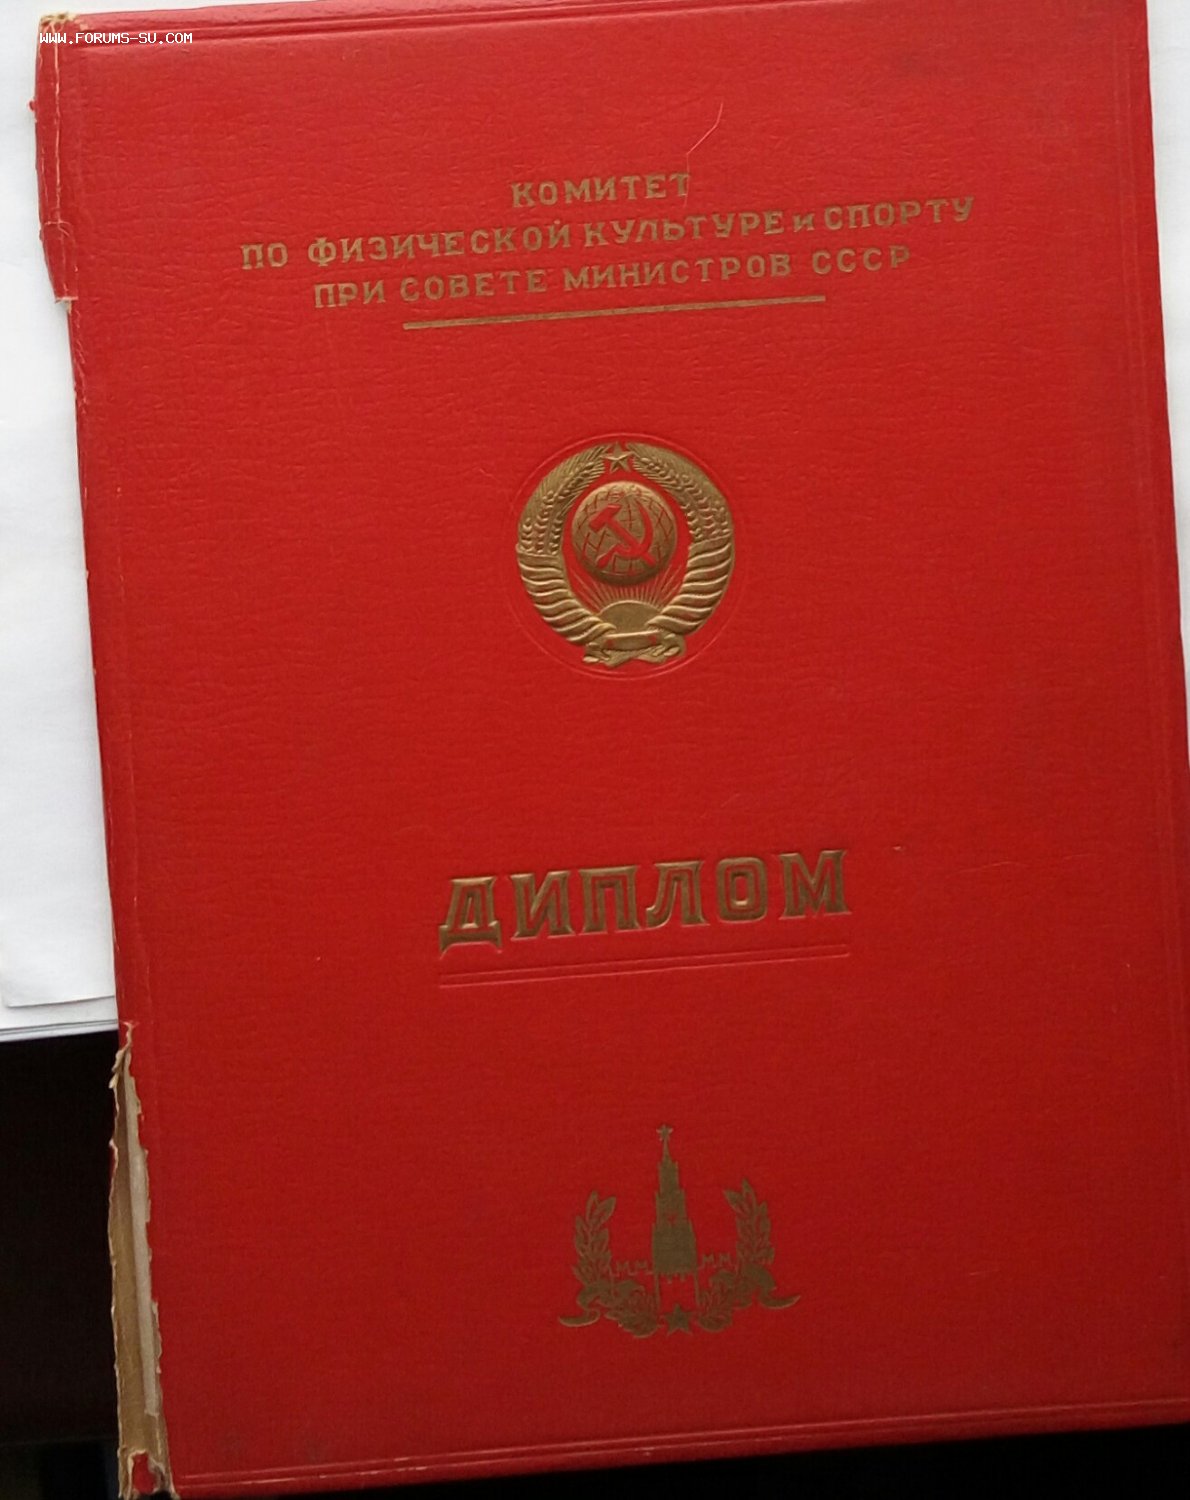 www.forums-su.com
КОМИТЕТ
ПО ФИЗИЧЕСКОЙ КУЛЬТУРЕ И СПОРТУ
ПРИ СОВЕТЕ МИНИСТРОВ СССР
ДИПЛОМ